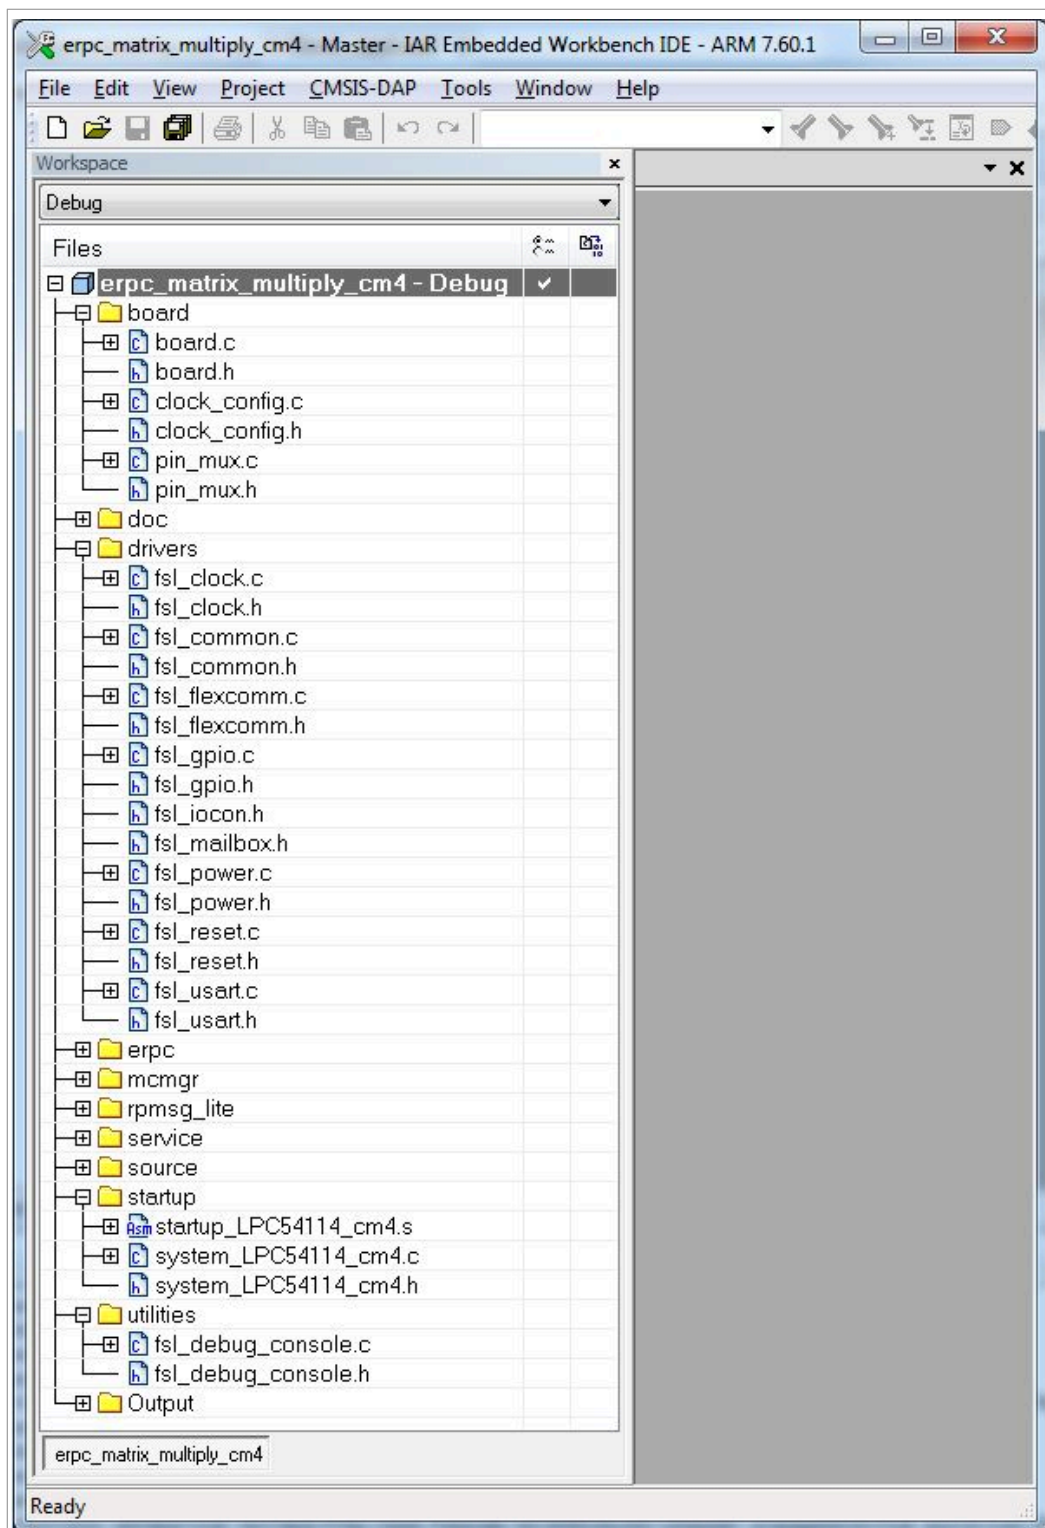 erpc_matrix_multiply_cm4 - Master - IAR Embedded Workbench IDE - ARM 7.60.1
File Edit View Project CMSIS-DAP Tools Window Help
Workspace
Debug
Files
erpc_matrix_multiply_cm4 - Debug
board
board.c
board.h
clock_config.c
clock_config.h
pin_mux.c
pin_mux.h
doc
drivers
fsl_clock.c
fsl_clock.h
fsl_common.c
fsl_common.h
fsl_flexcomm.c
fsl_flexcomm.h
fsl_gpio.c
fsl_gpio.h
fsl_iocon.h
fsl_mailbox.h
fsl_power.c
fsl_power.h
fsl_reset.c
fsl_reset.h
fsl_usart.c
fsl_usart.h
erpc
mcmgr
rpmsg_lite
service
source
startup
startup_LPC54114_cm4.s
system_LPC54114_cm4.c
system_LPC54114_cm4.h
utilities
fsl_debug_console.c
fsl_debug_console.h
Output
erpc_matrix_multiply_cm4
Ready